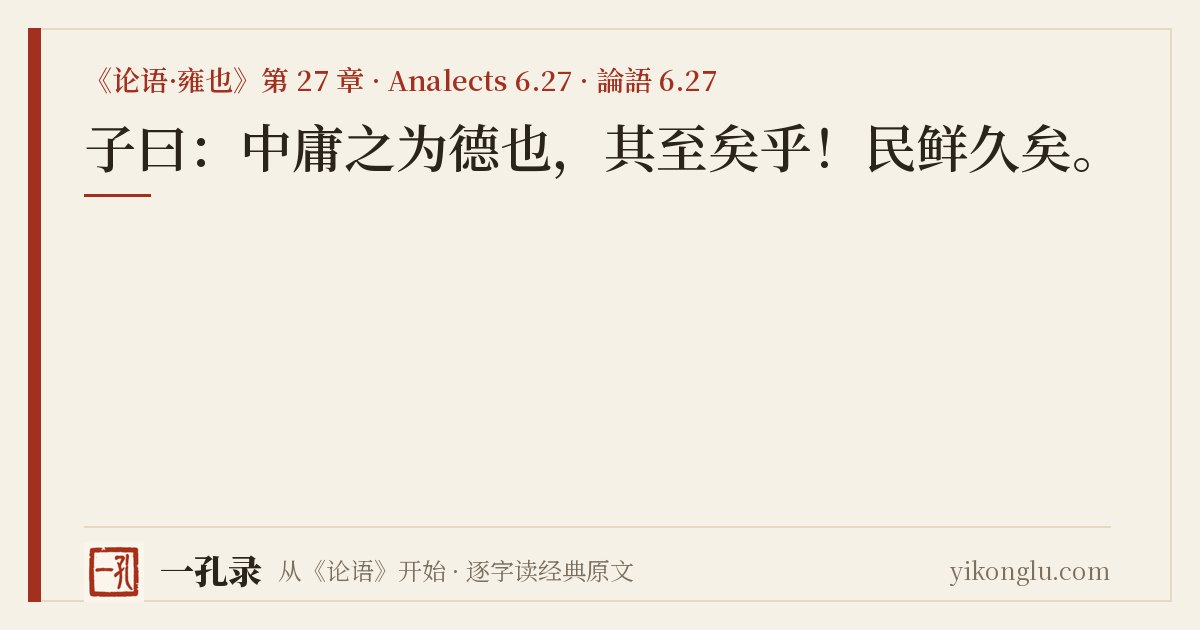 《论语·雍也》第 27 章 · Analects 6.27 · 論語 6.27
子曰：中庸之为德也，其至矣乎！民鲜久矣。
一孔
一孔录 从《论语》开始 · 逐字读经典原文 yikonglu.com